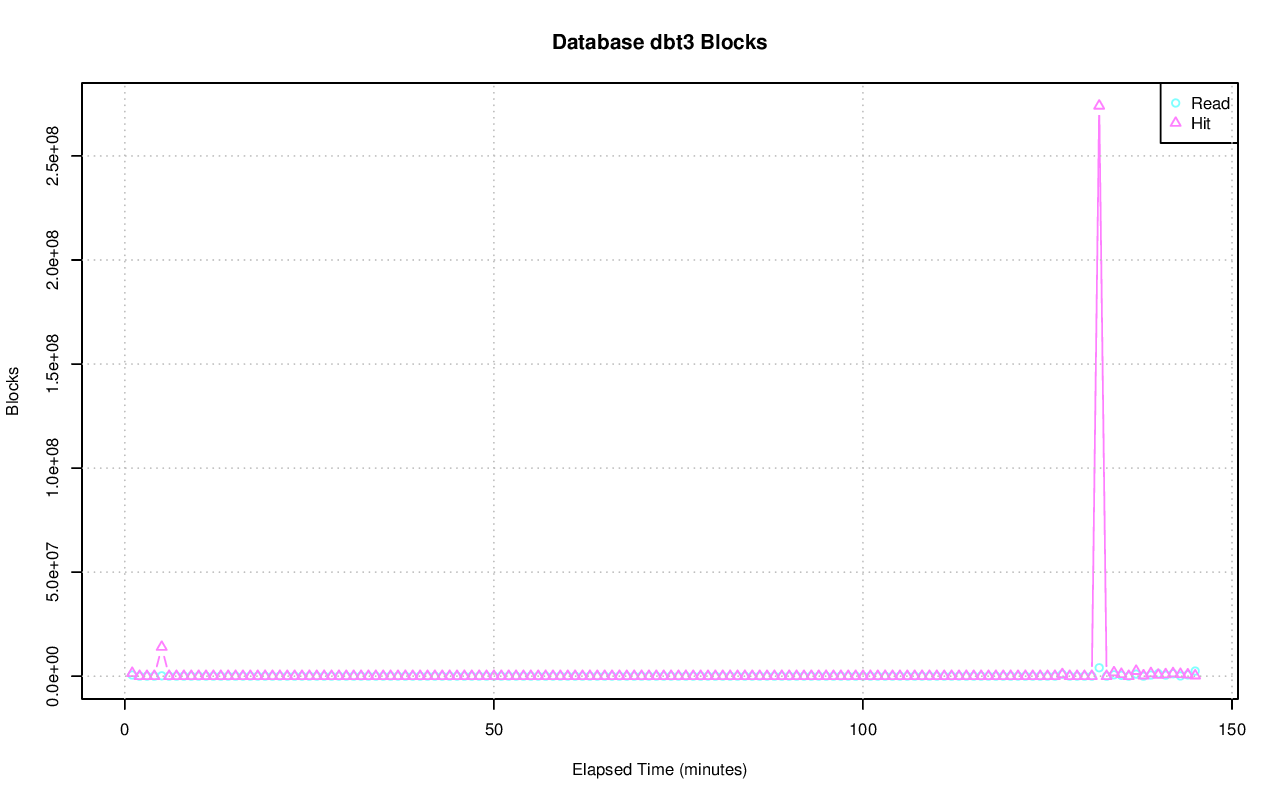 Database dbt3 Blocks
Read
Hit
Blocks
2.5e+08
2.0e+08
1.5e+08
1.0e+08
5.0e+07
0.0e+00
0 50 100 150
Elapsed Time (minutes)